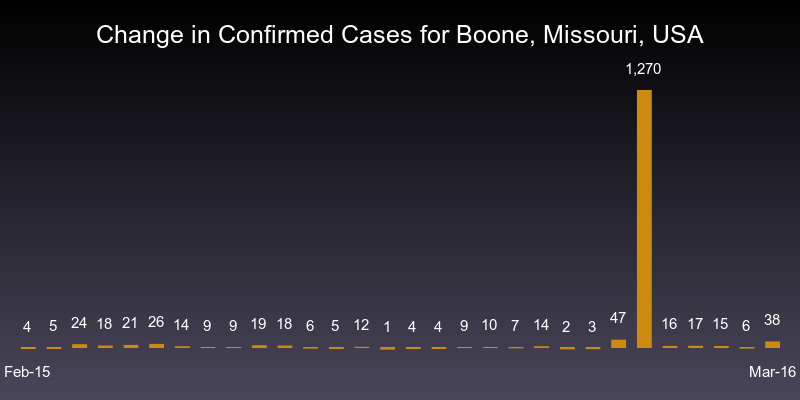 Change in Confirmed Cases for Boone, Missouri, USA
1,270
4 5 24 18 21 26 14 9 9 19 18 6 5 12 1 4 4 9 10 7 14 2 3 47 16 17 15 6 38
Feb-15 Mar-16